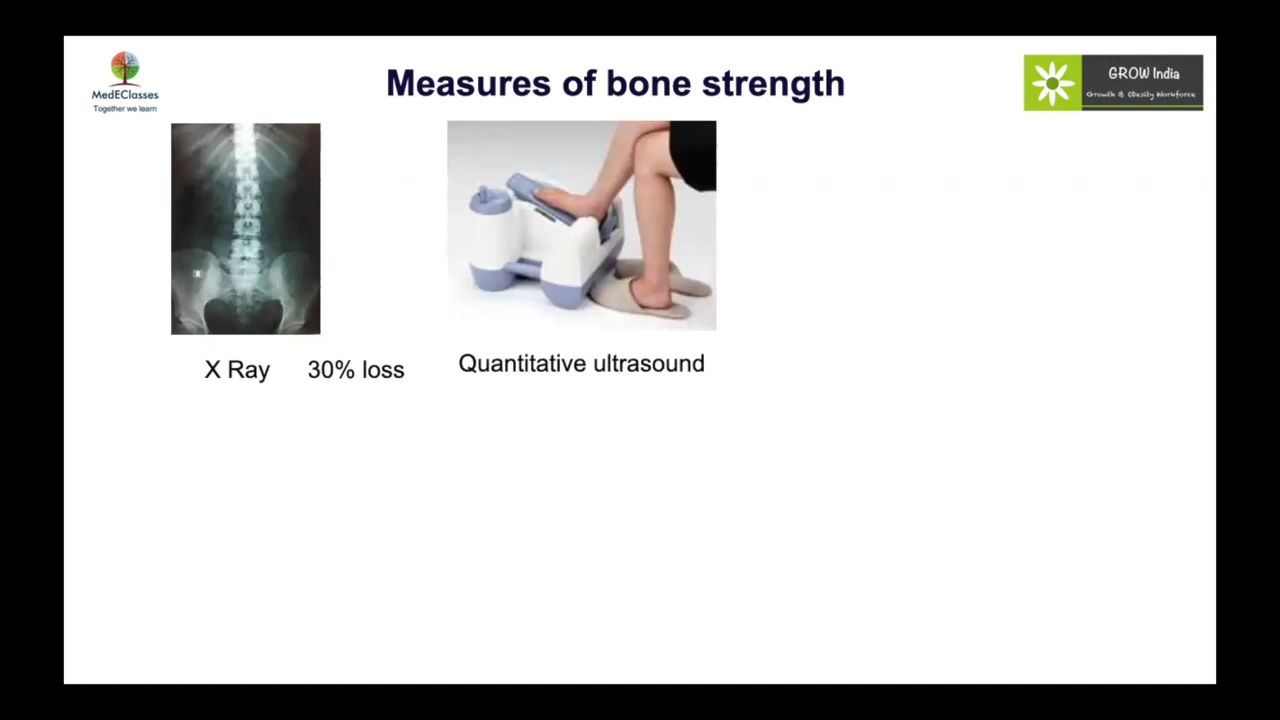 MedEClasses
Together we learn
Measures of bone strength
GROW India
Growth & Obesity Workforce
R
X Ray 30% loss
Quantitative ultrasound